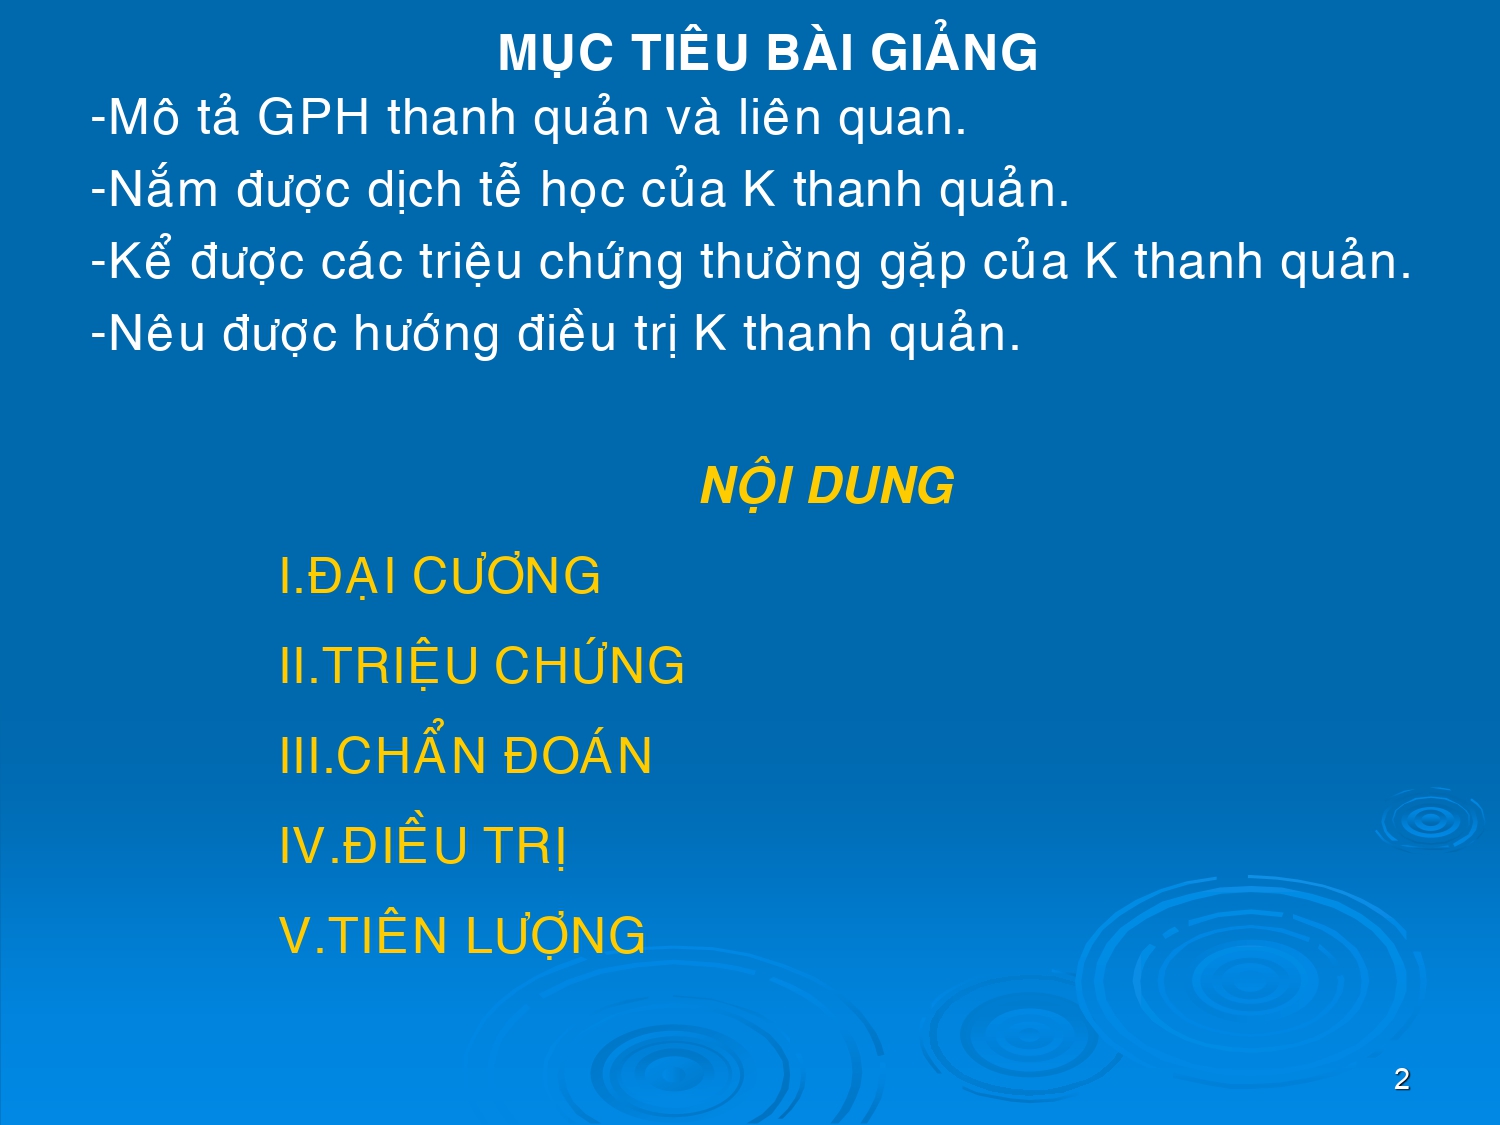 MỤC TIÊU BÀI GIẢNG
-Mô tả GPH thanh quản và liên quan.
-Nắm được dịch tễ học của K thanh quản.
-Kể được các triệu chứng thường gặp của K thanh quản.
-Nêu được hướng điều trị K thanh quản.
NỘI DUNG
I.ĐẠI CƯƠNG
II.TRIỆU CHỨNG
III.CHẨN ĐOÁN
IV.ĐIỀU TRỊ
V.TIÊN LƯỢNG
2